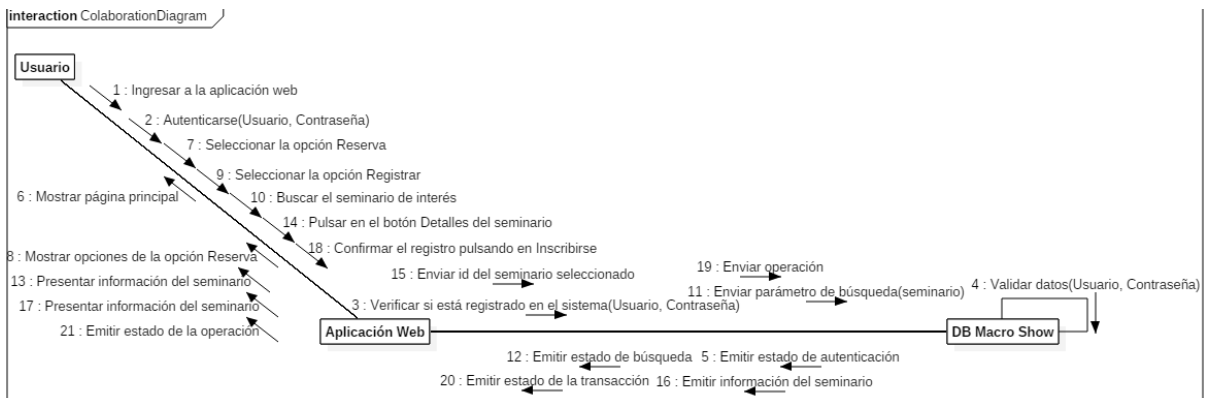 interaction ColaborationDiagram
Usuario
1 : Ingresar a la aplicación web
2 : Autenticarse(Usuario, Contraseña)
7 : Seleccionar la opción Reserva
9 : Seleccionar la opción Registrar
6 : Mostrar página principal
10 : Buscar el seminario de interés
14 : Pulsar en el botón Detalles del seminario
18 : Confirmar el registro pulsando en Inscribirse
8 : Mostrar opciones de la opción Reserva
13 : Presentar información del seminario
17 : Presentar información del seminario
21 : Emitir estado de la operación
15 : Enviar id del seminario seleccionado
19 : Enviar operación
11 : Enviar parámetro de búsqueda(seminario)
4 : Validar datos(Usuario, Contraseña)
3 : Verificar si está registrado en el sistema(Usuario, Contraseña)
Aplicación Web
DB Macro Show
12 : Emitir estado de búsqueda
5 : Emitir estado de autenticación
20 : Emitir estado de la transacción
16 : Emitir información del seminario